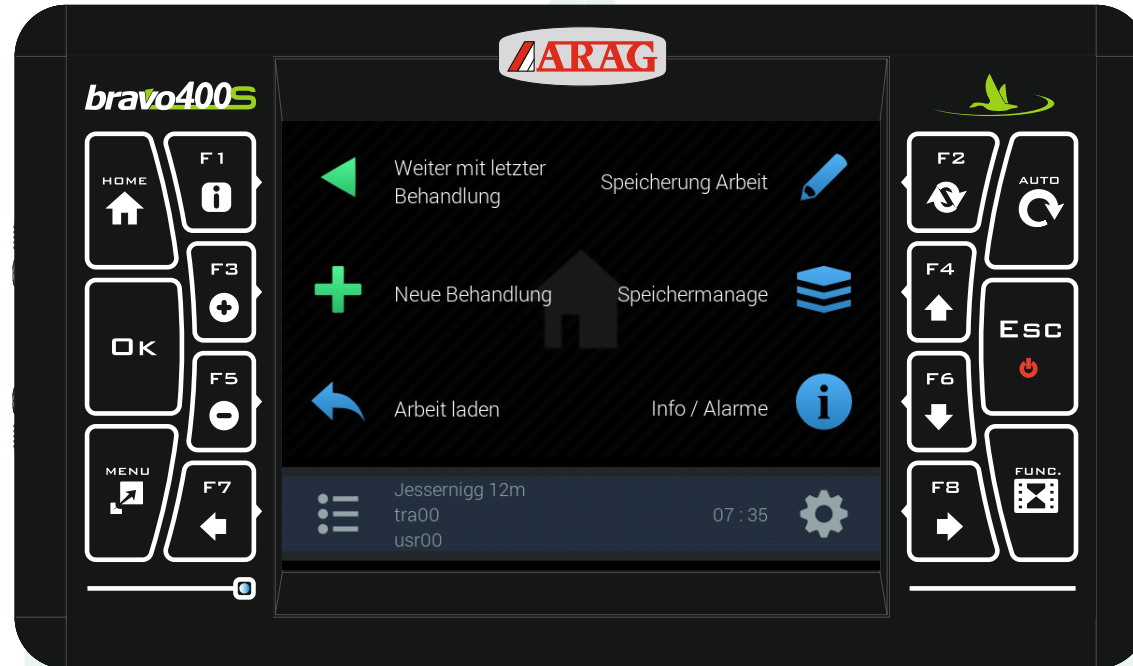 ARAG
bravo400S
HOME
F1
F3
OK
F5
MENU
F7
Weiter mit letzter
Behandlung
Speicherung Arbeit
Neue Behandlung
Speichermanage
Arbeit laden
Info / Alarme
Jessernigg 12m
tra00
07 : 35
usr00
F2
AUTO
F4
ESC
F6
FUNC.
F8